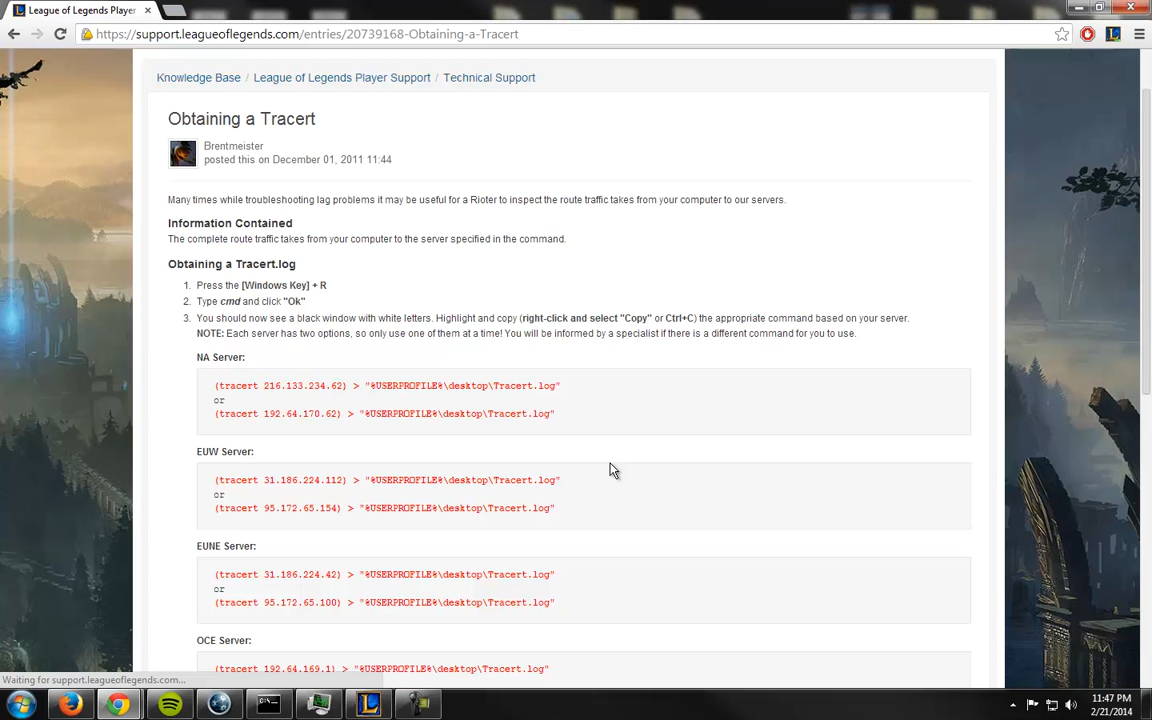 League of Legends Player
https://support.leagueoflegends.com/entries/20739168-Obtaining-a-Tracert
Knowledge Base / League of Legends Player Support / Technical Support
Obtaining a Tracert
Brentmeister
posted this on December 01, 2011 11:44
Many times while troubleshooting lag problems it may be useful for a Rioter to inspect the route traffic takes from your computer to our servers.
Information Contained
The complete route traffic takes from your computer to the server specified in the command.
Obtaining a Tracert.log
1. Press the [Windows Key] + R
2. Type cmd and click "Ok"
3. You should now see a black window with white letters. Highlight and copy (right-click and select "Copy" or Ctrl+C) the appropriate command based on your server.
NOTE: Each server has two options, so only use one of them at a time! You will be informed by a specialist if there is a different command for you to use.
NA Server:
(tracert 216.133.234.62) > "%USERPROFILE%\desktop\Tracert.log"
or
(tracert 192.64.170.62) > "%USERPROFILE%\desktop\Tracert.log"
EUW Server:
(tracert 31.186.224.112) > "%USERPROFILE%\desktop\Tracert.log"
or
(tracert 95.172.65.154) > "%USERPROFILE%\desktop\Tracert.log"
EUNE Server:
(tracert 31.186.224.42) > "%USERPROFILE%\desktop\Tracert.log"
or
(tracert 95.172.65.100) > "%USERPROFILE%\desktop\Tracert.log"
OCE Server:
(tracert 192.64.169.1) > "%USERPROFILE%\desktop\Tracert.log"
Waiting for support.leagueoflegends.com...
11:47 PM
2/21/2014